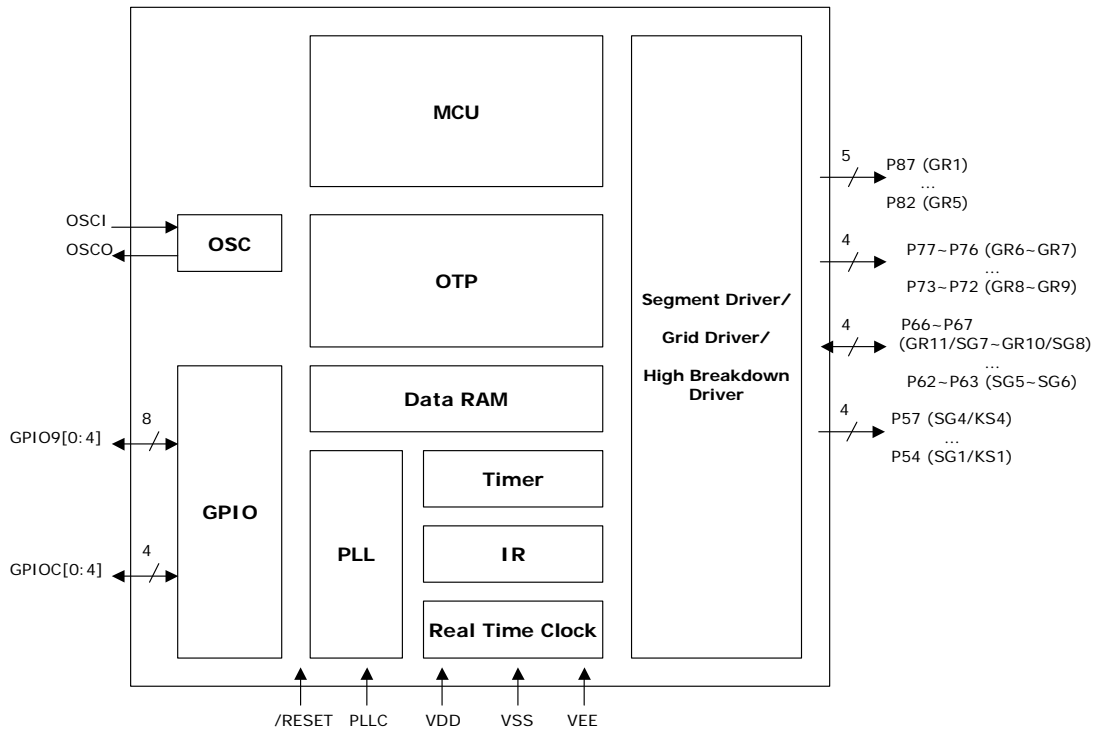 MCU
5
P87 (GR1)
...
P82 (GR5)
OSCI
OSCO
OSC
OTP
4
P77~P76 (GR6~GR7)
...
P73~P72 (GR8~GR9)
Segment Driver/
Grid Driver/
High Breakdown
Driver
4
P66~P67
(GR11/SG7~GR10/SG8)
...
P62~P63 (SG5~SG6)
Data RAM
4
P57 (SG4/KS4)
...
P54 (SG1/KS1)
8
GPIO9[0:4]
GPIO
4
GPIOC[0:4]
PLL
Timer
IR
Real Time Clock
/RESET
PLLC
VDD
VSS
VEE